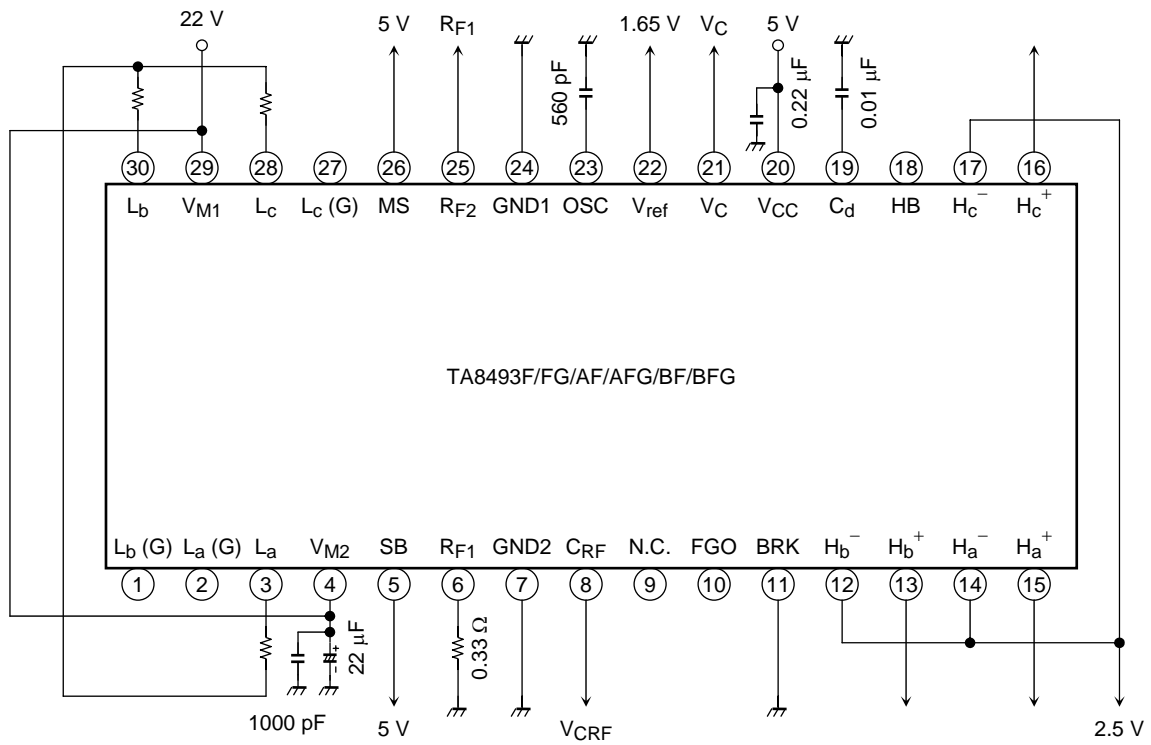 22 V 5 V RF1 1.65 V VC 5 V
560 pF 0.22 μF 0.01 μF
30 29 28 27 26 25 24 23 22 21 20 19 18 17 16
Lb VM1 Lc Lc (G) MS RF2 GND1 OSC Vref VC VCC Cd HB Hc− Hc+
TA8493F/FG/AF/AFG/BF/BFG
Lb (G) La (G) La VM2 SB RF1 GND2 CRF N.C. FGO BRK Hb− Hb+ Ha− Ha+
1 2 3 4 5 6 7 8 9 10 11 12 13 14 15
− + 22 μF 0.33 Ω
1000 pF 5 V VCRF 2.5 V